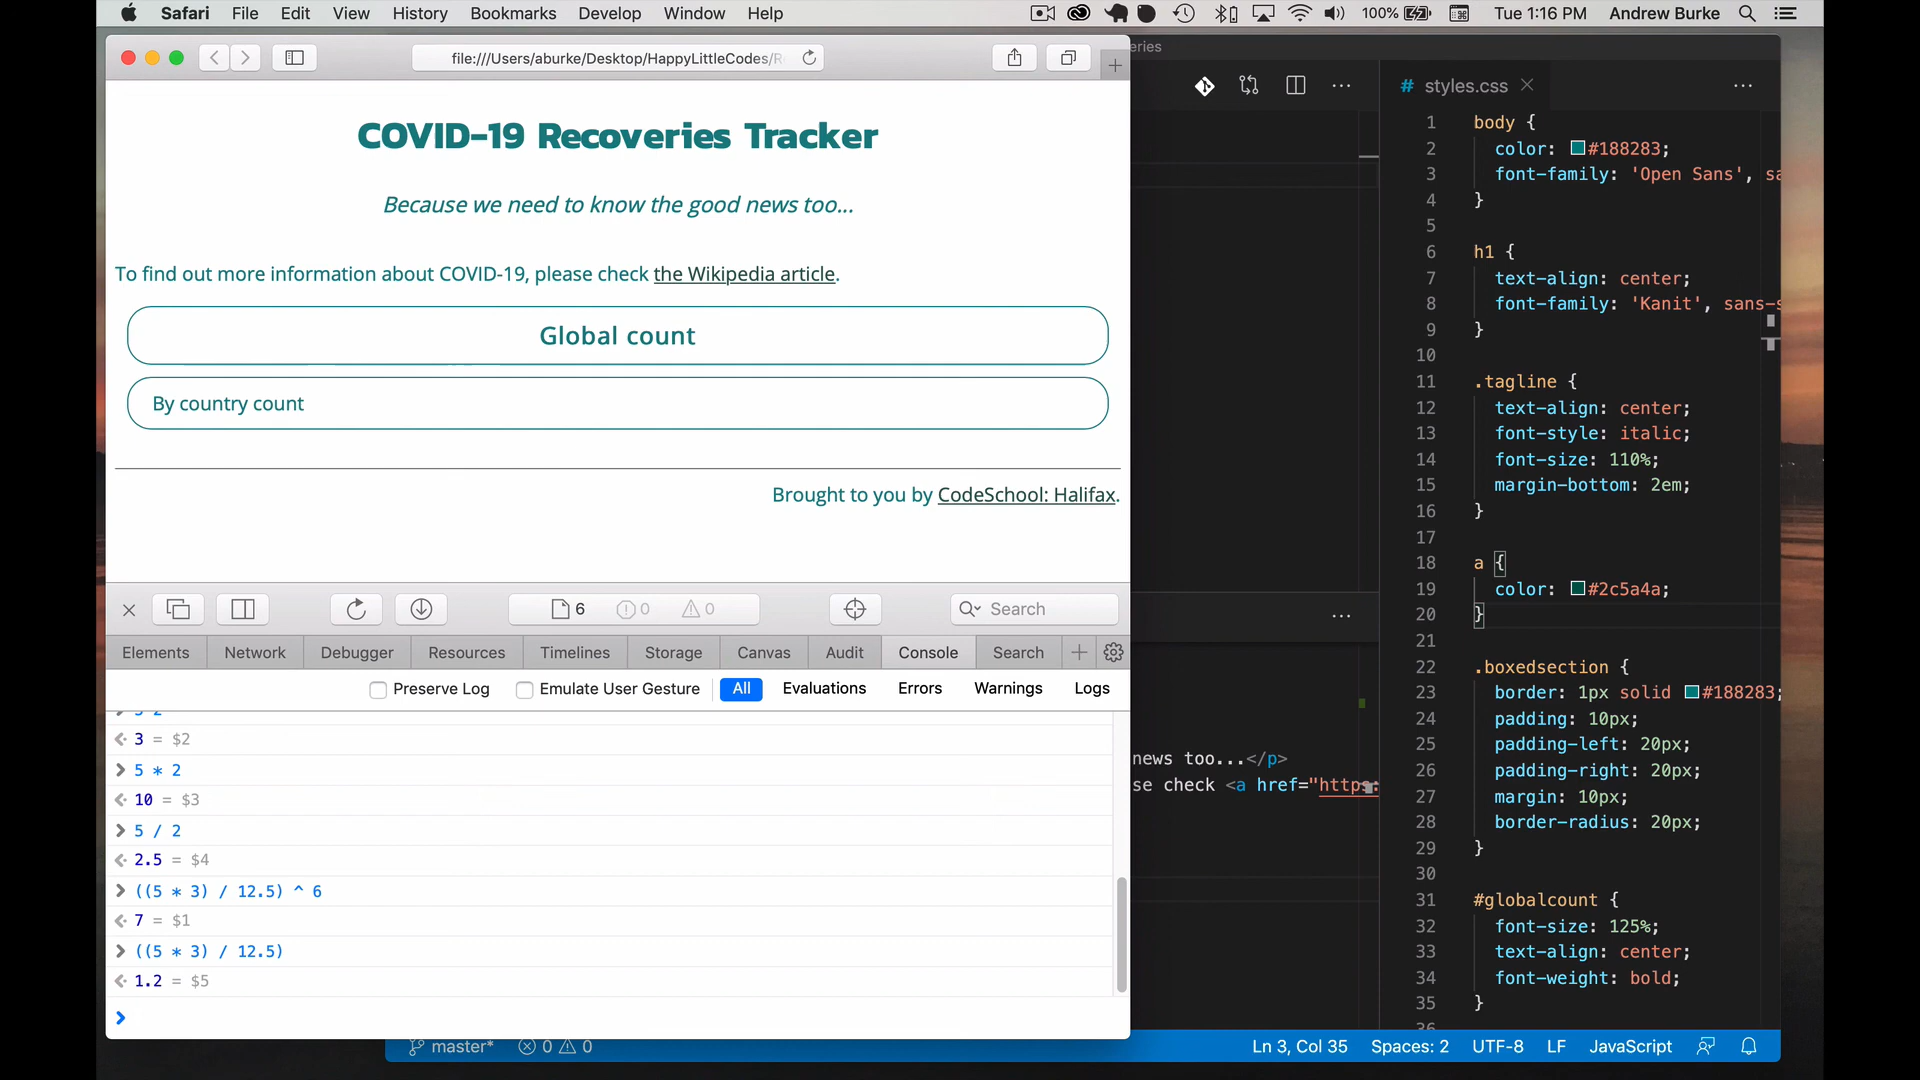 Safari File Edit View History Bookmarks Develop Window Help 100% Tue 1:16 PM Andrew Burke
file:///Users/aburke/Desktop/HappyLittleCodes/R
COVID-19 Recoveries Tracker
Because we need to know the good news too...
To find out more information about COVID-19, please check the Wikipedia article.
Global count
By country count
Brought to you by CodeSchool: Halifax.
6 0 0 Search
Elements Network Debugger Resources Timelines Storage Canvas Audit Console Search
Preserve Log Emulate User Gesture All Evaluations Errors Warnings Logs
3 = $2
5 * 2
10 = $3
5 / 2
2.5 = $4
((5 * 3) / 12.5) ^ 6
7 = $1
((5 * 3) / 12.5)
1.2 = $5
eries
news too...</p>
se check <a href="https:
# styles.css
1 body {
2 color: #188283;
3 font-family: 'Open Sans', sa
4 }
5
6 h1 {
7 text-align: center;
8 font-family: 'Kanit', sans-s
9 }
10
11 .tagline {
12 text-align: center;
13 font-style: italic;
14 font-size: 110%;
15 margin-bottom: 2em;
16 }
17
18 a {
19 color: #2c5a4a;
20 }
21
22 .boxedsection {
23 border: 1px solid #188283;
24 padding: 10px;
25 padding-left: 20px;
26 padding-right: 20px;
27 margin: 10px;
28 border-radius: 20px;
29 }
30
31 #globalcount {
32 font-size: 125%;
33 text-align: center;
34 font-weight: bold;
35 }
36
master* 0 0 Ln 3, Col 35 Spaces: 2 UTF-8 LF JavaScript